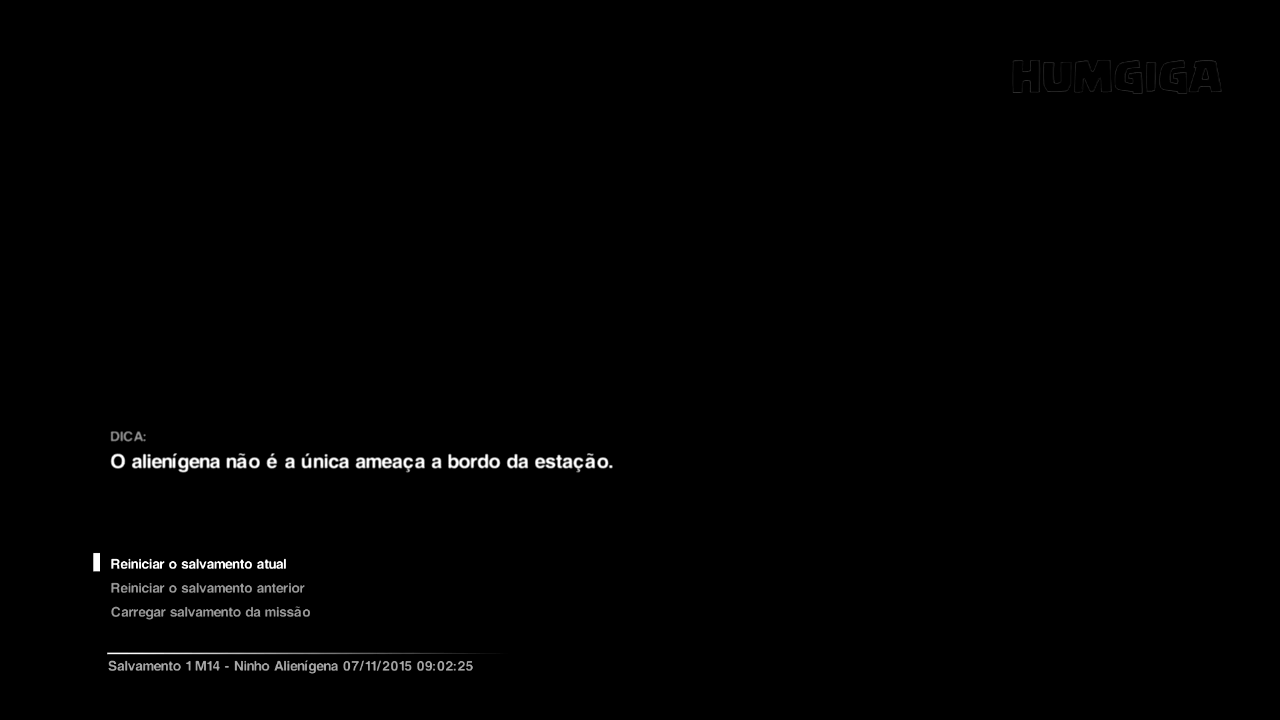 HUMGIGA
DICA:
O alienígena não é a única ameaça a bordo da estação.
Reiniciar o salvamento atual
Reiniciar o salvamento anterior
Carregar salvamento da missão
Salvamento 1 M14 - Ninho Alienígena 07/11/2015 09:02:25